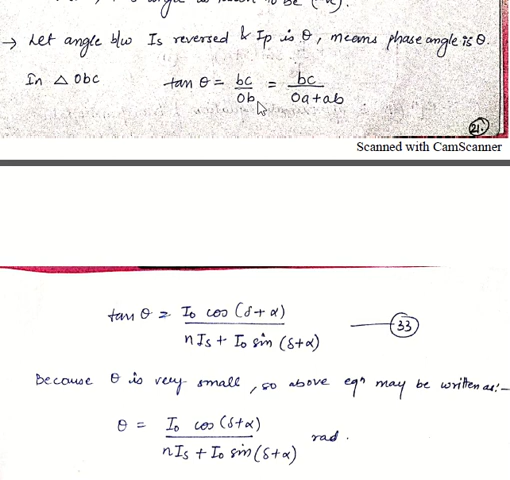 → Let angle b/w Is reversed & Ip is θ, means phase angle is θ.
In △ obc tan θ = bc/ob = bc/(oa+ab)
21.
Scanned with CamScanner
tan θ = I₀ cos (δ+α)/(nIs + I₀ sin (δ+α)) — 33
Because θ is very small, so above eqn may be written as:-
θ = I₀ cos (δ+α)/(nIs + I₀ sin (δ+α)) rad.